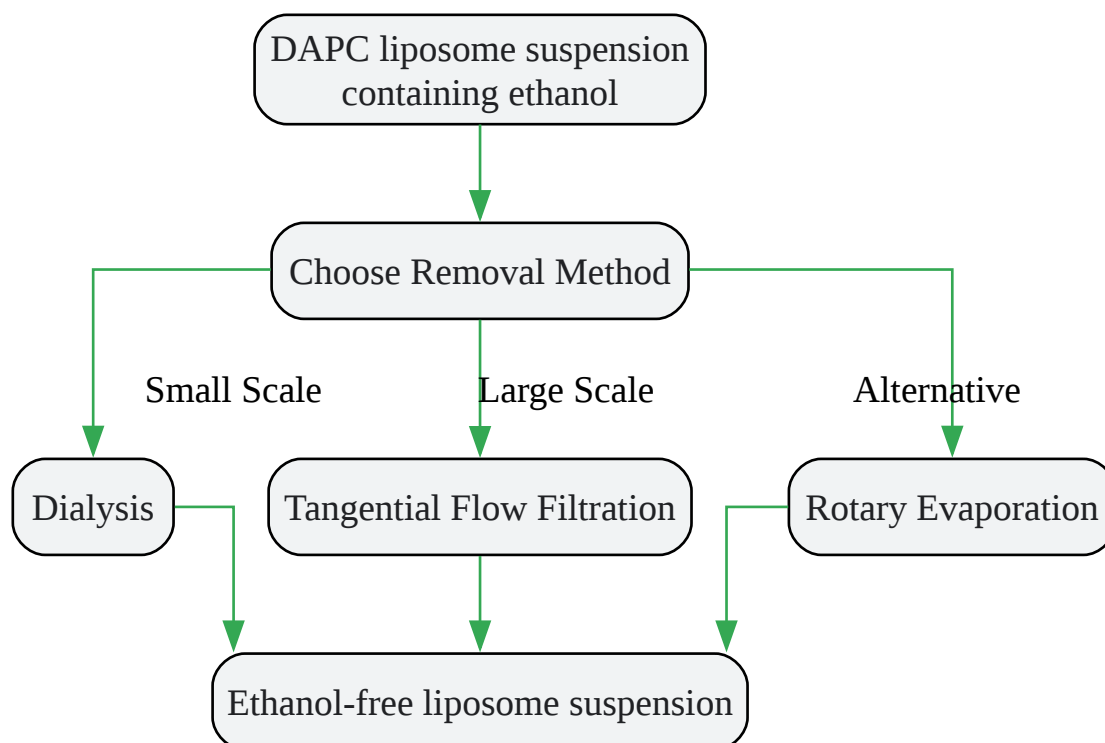 DAPC liposome suspension
containing ethanol
Choose Removal Method
Small Scale
Large Scale
Alternative
Dialysis
Tangential Flow Filtration
Rotary Evaporation
Ethanol-free liposome suspension